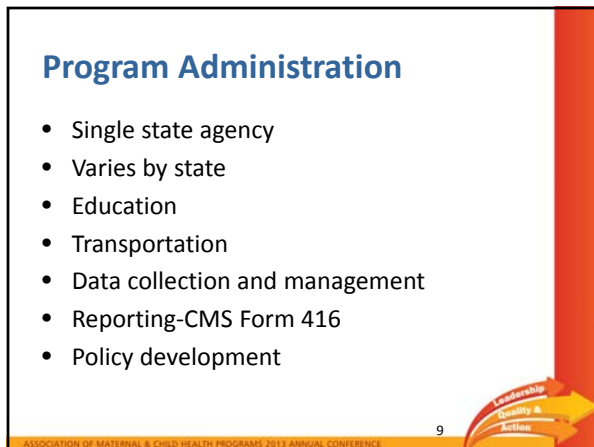 Program Administration
• Single state agency
• Varies by state
• Education
• Transportation
• Data collection and management
• Reporting-CMS Form 416
• Policy development
Leadership
Quality &
Action
9
ASSOCIATION OF MATERNAL & CHILD HEALTH PROGRAMS 2013 ANNUAL CONFERENCE